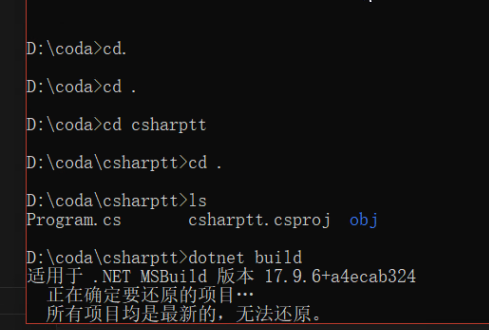 D:\coda>cd.
D:\coda>cd .
D:\coda>cd csharptt
D:\coda\csharptt>cd .
D:\coda\csharptt>ls
Program.cs csharptt.csproj obj
D:\coda\csharptt>dotnet build
适用于 .NET MSBuild 版本 17.9.6+a4ecab324
正在确定要还原的项目…
所有项目均是最新的，无法还原。